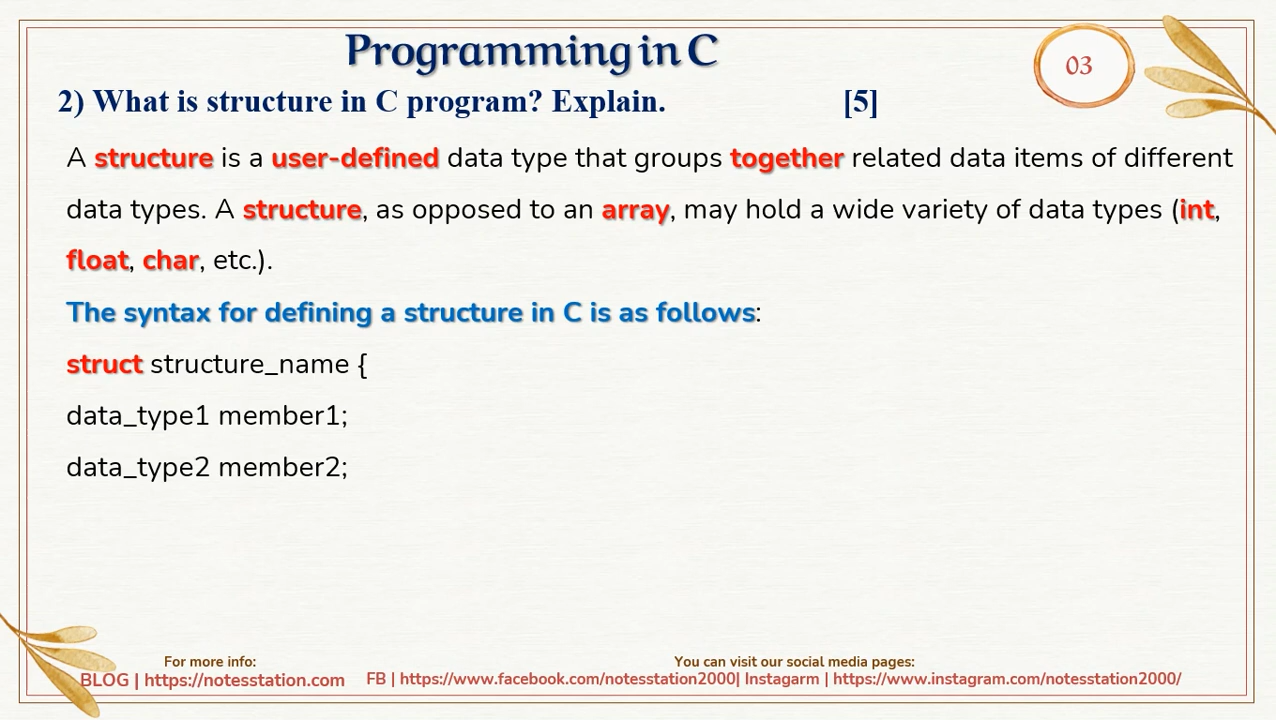 Programming in C
03
2) What is structure in C program? Explain. [5]
A structure is a user-defined data type that groups together related data items of different
data types. A structure, as opposed to an array, may hold a wide variety of data types (int,
float, char, etc.).
The syntax for defining a structure in C is as follows:
struct structure_name {
data_type1 member1;
data_type2 member2;
For more info:
BLOG | https://notesstation.com
You can visit our social media pages:
FB | https://www.facebook.com/notesstation2000| Instagarm | https://www.instagram.com/notesstation2000/